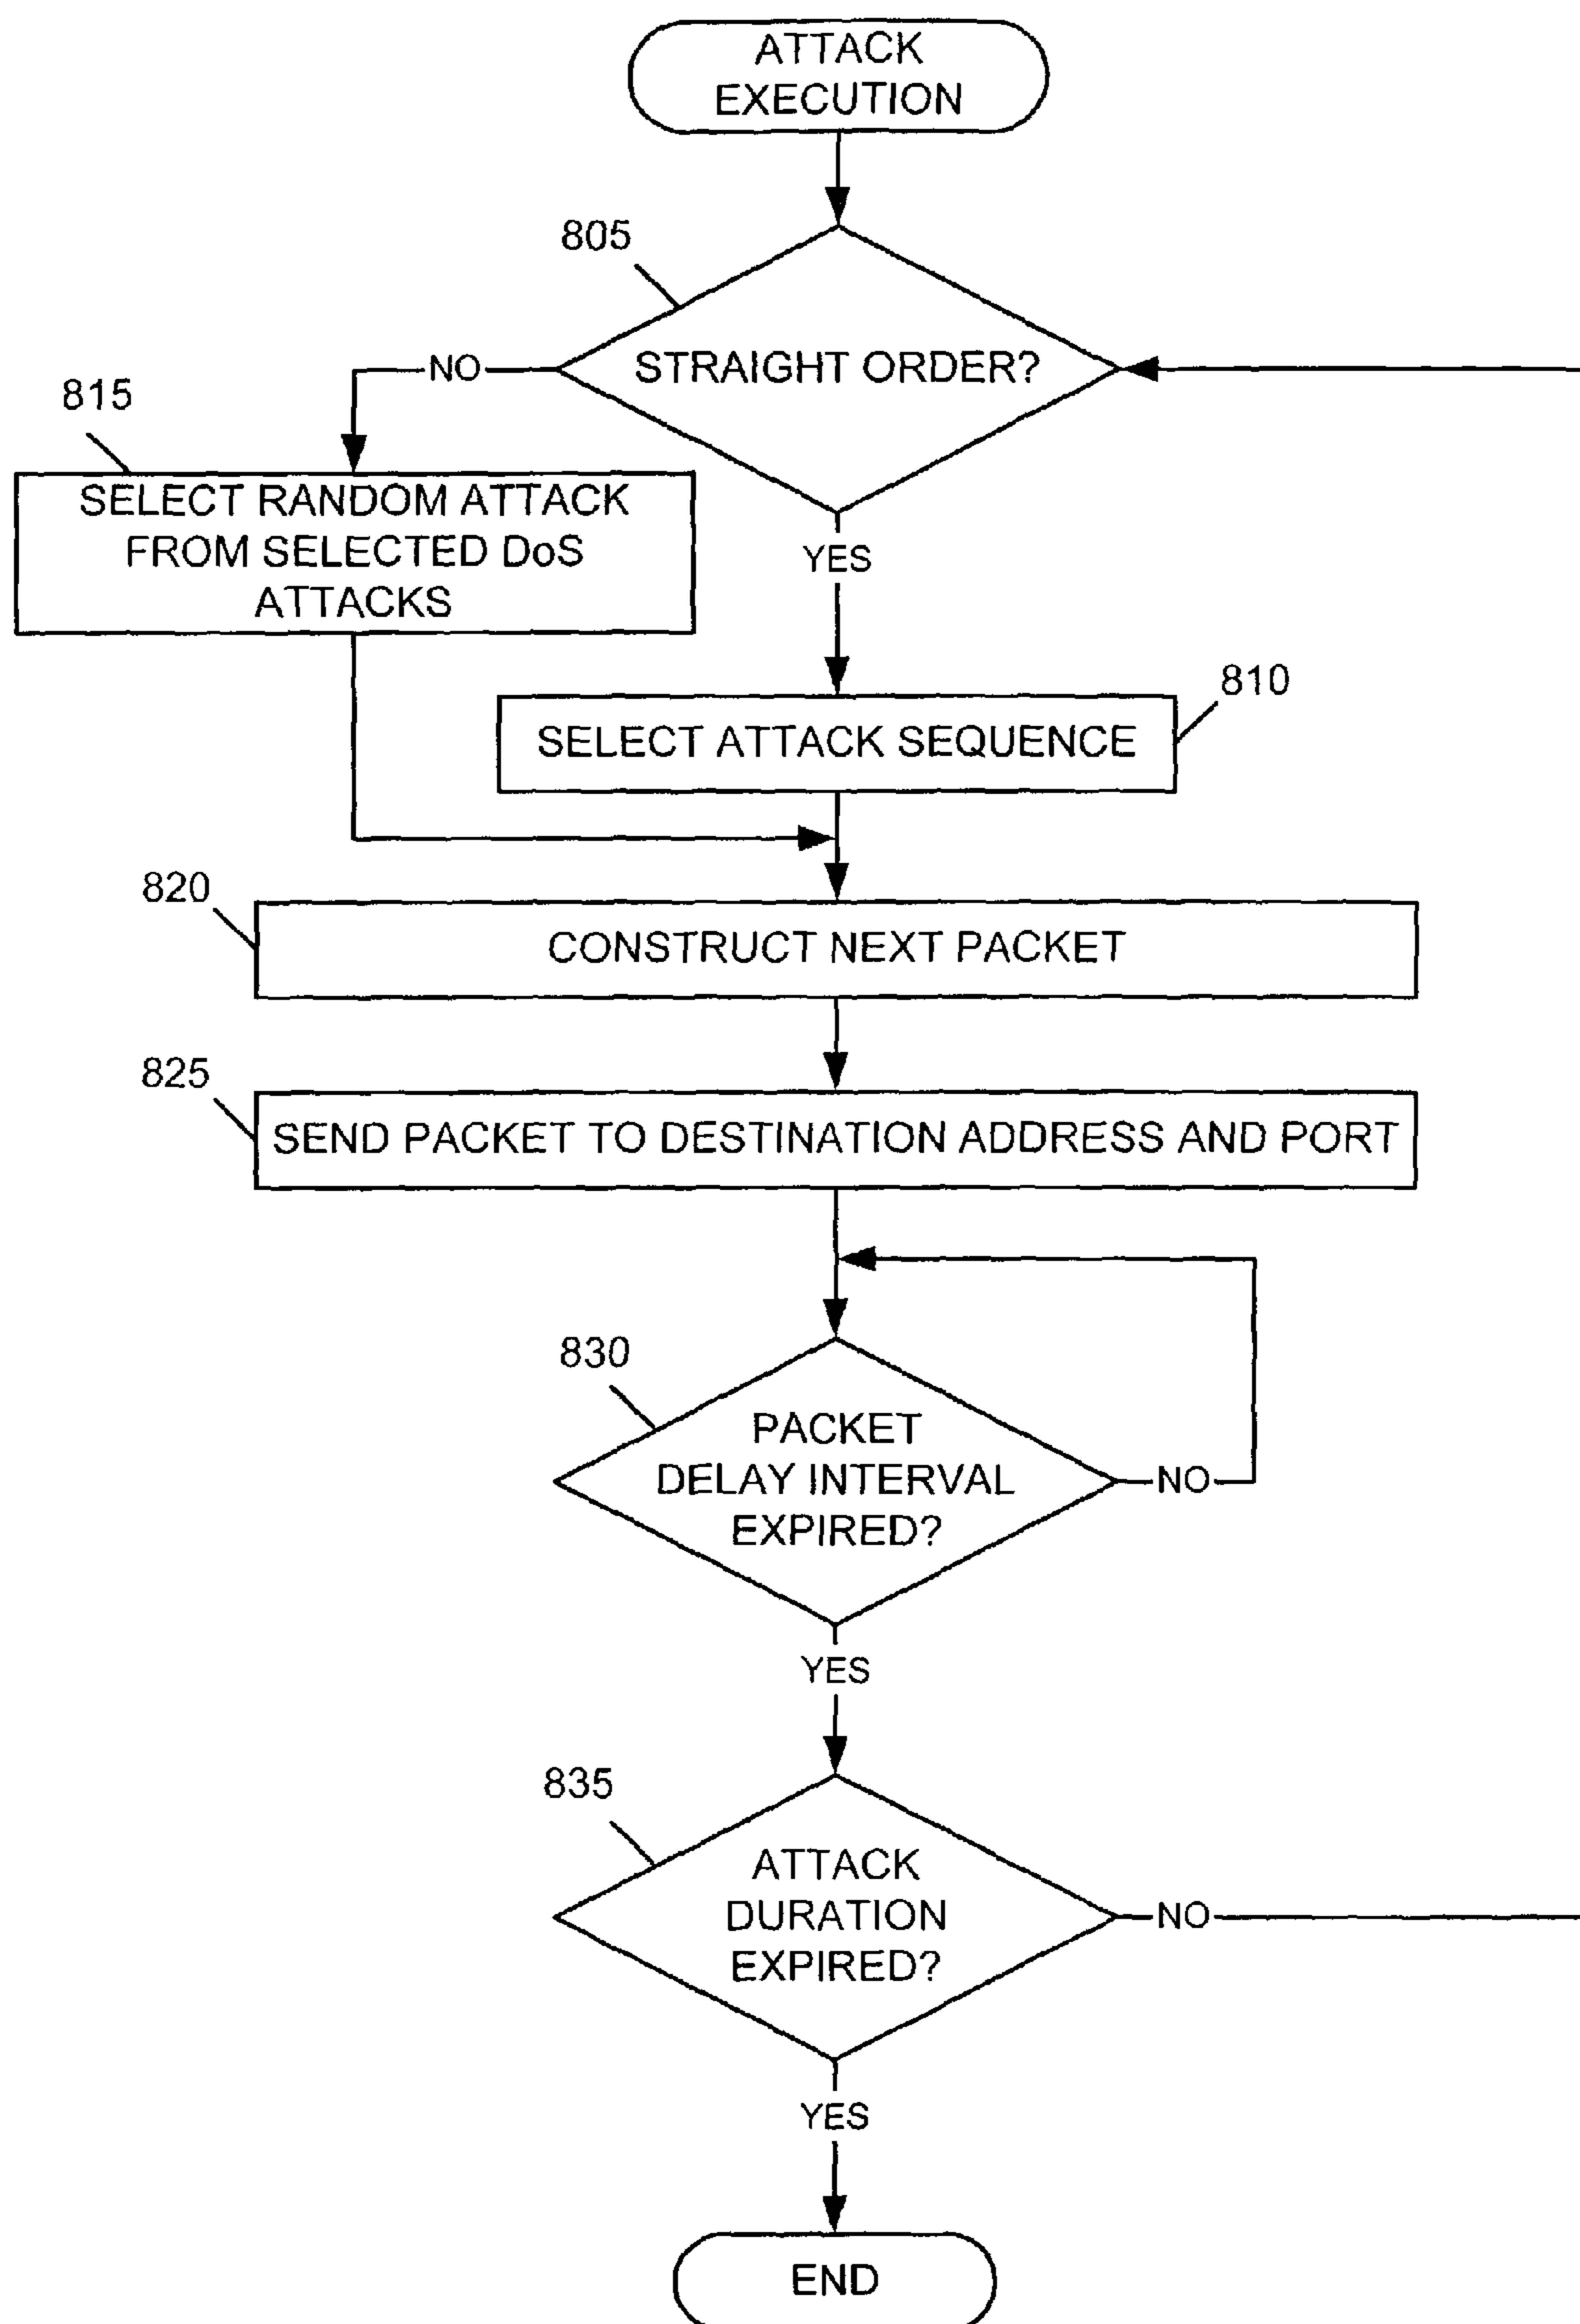 ATTACK
EXECUTION
805
STRAIGHT ORDER?
NO
815
SELECT RANDOM ATTACK
FROM SELECTED DoS
ATTACKS
YES
810
SELECT ATTACK SEQUENCE
820
CONSTRUCT NEXT PACKET
825
SEND PACKET TO DESTINATION ADDRESS AND PORT
830
PACKET
DELAY INTERVAL
EXPIRED?
NO
YES
835
ATTACK
DURATION
EXPIRED?
NO
YES
END